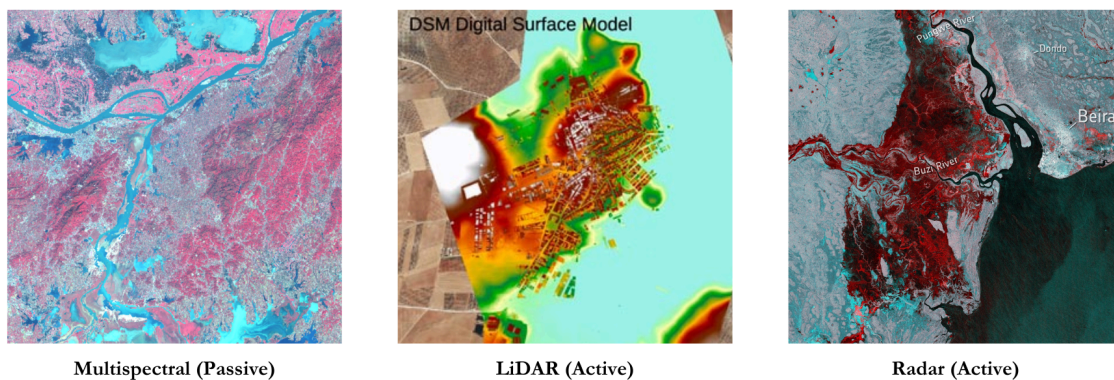 DSM Digital Surface Model
Pungwe River
Dondo
Beira
Buzi River
Multispectral (Passive)
LiDAR (Active)
Radar (Active)